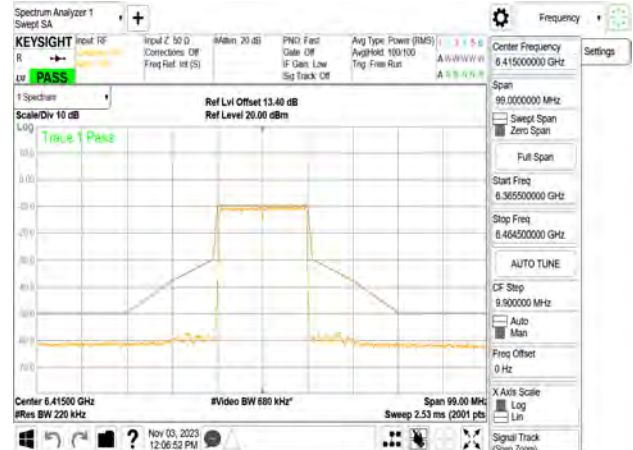 Spectrum Analyzer 1
Swept SA
+
Frequency
KEYSIGHT
Input: RF
Input Z: 50 Ω
Corrections: Off
Freq Ref: Int (S)
#Atten: 20 dB
PNO: Fast
Gate: Off
IF Gain: Low
Sig Track: Off
Avg Type: Power (RMS)
Avg|Hold: 100/100
Trig: Free Run
R
LV
PASS
1 Spectrum
Scale/Div 10 dB
Ref Lvl Offset 13.40 dB
Ref Level 20.00 dBm
Log
Trace 1 Pass
Center 6.41500 GHz
#Res BW 220 kHz
#Video BW 680 kHz*
Span 99.00 MHz
Sweep 2.53 ms (2001 pts
Nov 03, 2023
12:06:52 PM
?
Center Frequency
6.415000000 GHz
Settings
Span
99.0000000 MHz
Swept Span
Zero Span
Full Span
Start Freq
6.365500000 GHz
Stop Freq
6.464500000 GHz
AUTO TUNE
CF Step
9.900000 MHz
Auto
Man
Freq Offset
0 Hz
X Axis Scale
Log
Lin
Signal Track
(Span Zoom)